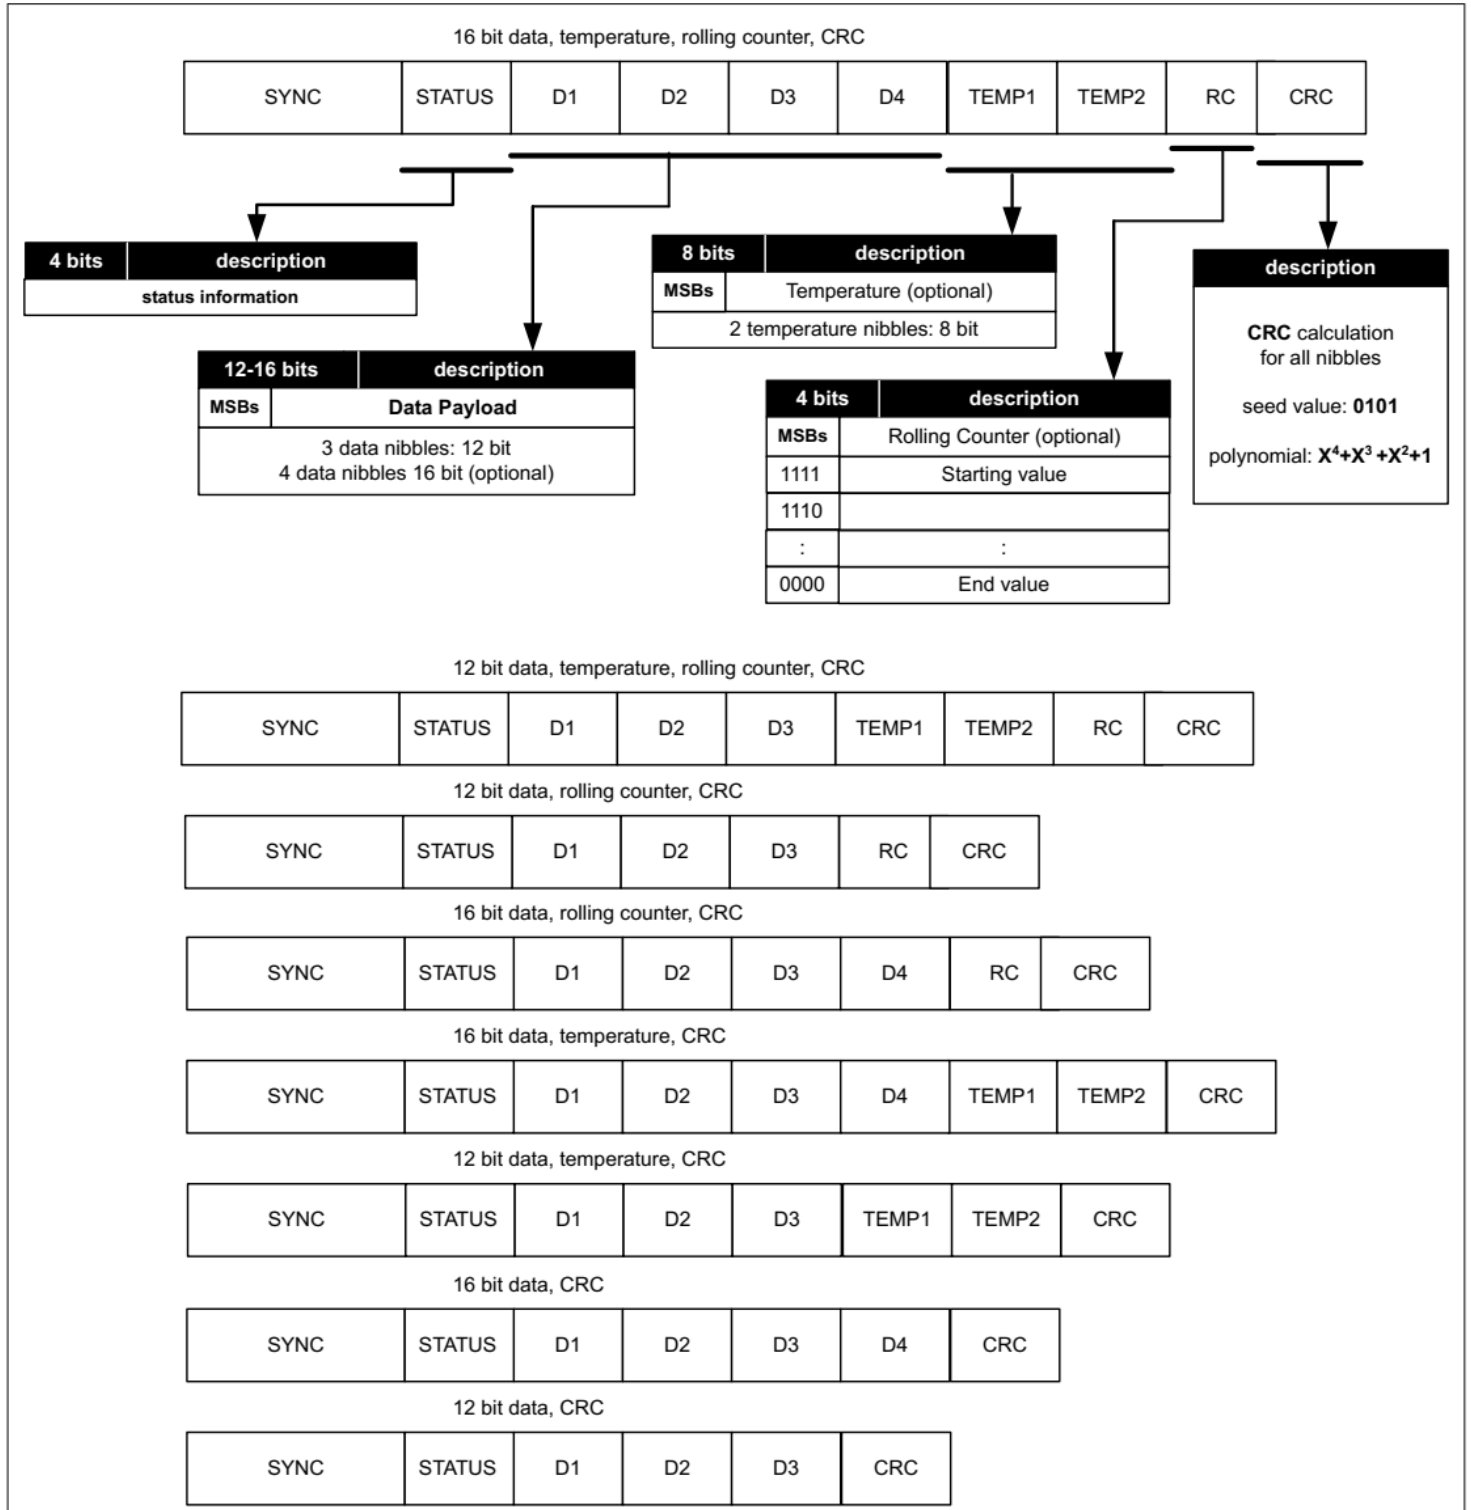 16 bit data, temperature, rolling counter, CRC
SYNC STATUS D1 D2 D3 D4 TEMP1 TEMP2 RC CRC
4 bits description
status information
12-16 bits description
MSBs Data Payload
3 data nibbles: 12 bit
4 data nibbles 16 bit (optional)
8 bits description
MSBs Temperature (optional)
2 temperature nibbles: 8 bit
4 bits description
MSBs Rolling Counter (optional)
1111 Starting value
1110
: :
0000 End value
description
CRC calculation
for all nibbles
seed value: 0101
polynomial: X⁴+X³ +X²+1
12 bit data, temperature, rolling counter, CRC
SYNC STATUS D1 D2 D3 TEMP1 TEMP2 RC CRC
12 bit data, rolling counter, CRC
SYNC STATUS D1 D2 D3 RC CRC
16 bit data, rolling counter, CRC
SYNC STATUS D1 D2 D3 D4 RC CRC
16 bit data, temperature, CRC
SYNC STATUS D1 D2 D3 D4 TEMP1 TEMP2 CRC
12 bit data, temperature, CRC
SYNC STATUS D1 D2 D3 TEMP1 TEMP2 CRC
16 bit data, CRC
SYNC STATUS D1 D2 D3 D4 CRC
12 bit data, CRC
SYNC STATUS D1 D2 D3 CRC